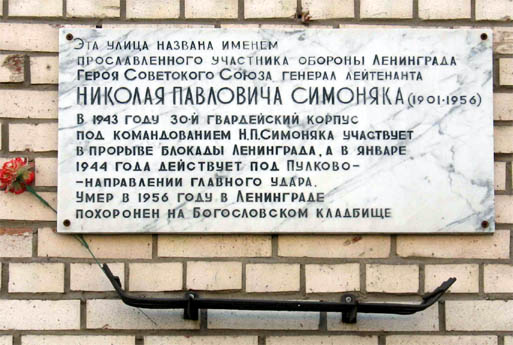 Эта улица названа именем
прославленного участника обороны Ленинграда
Героя Советского Союза генерал лейтенанта
НИКОЛАЯ ПАВЛОВИЧА СИМОНЯКА (1901-1956)
В 1943 году 30-й гвардейский корпус
под командованием Н.П.Симоняка участвует
в прорыве блокады Ленинграда, а в январе
1944 года действует под Пулково-
-направлении главного удара.
Умер в 1956 году в Ленинграде
похоронен на Богословском кладбище